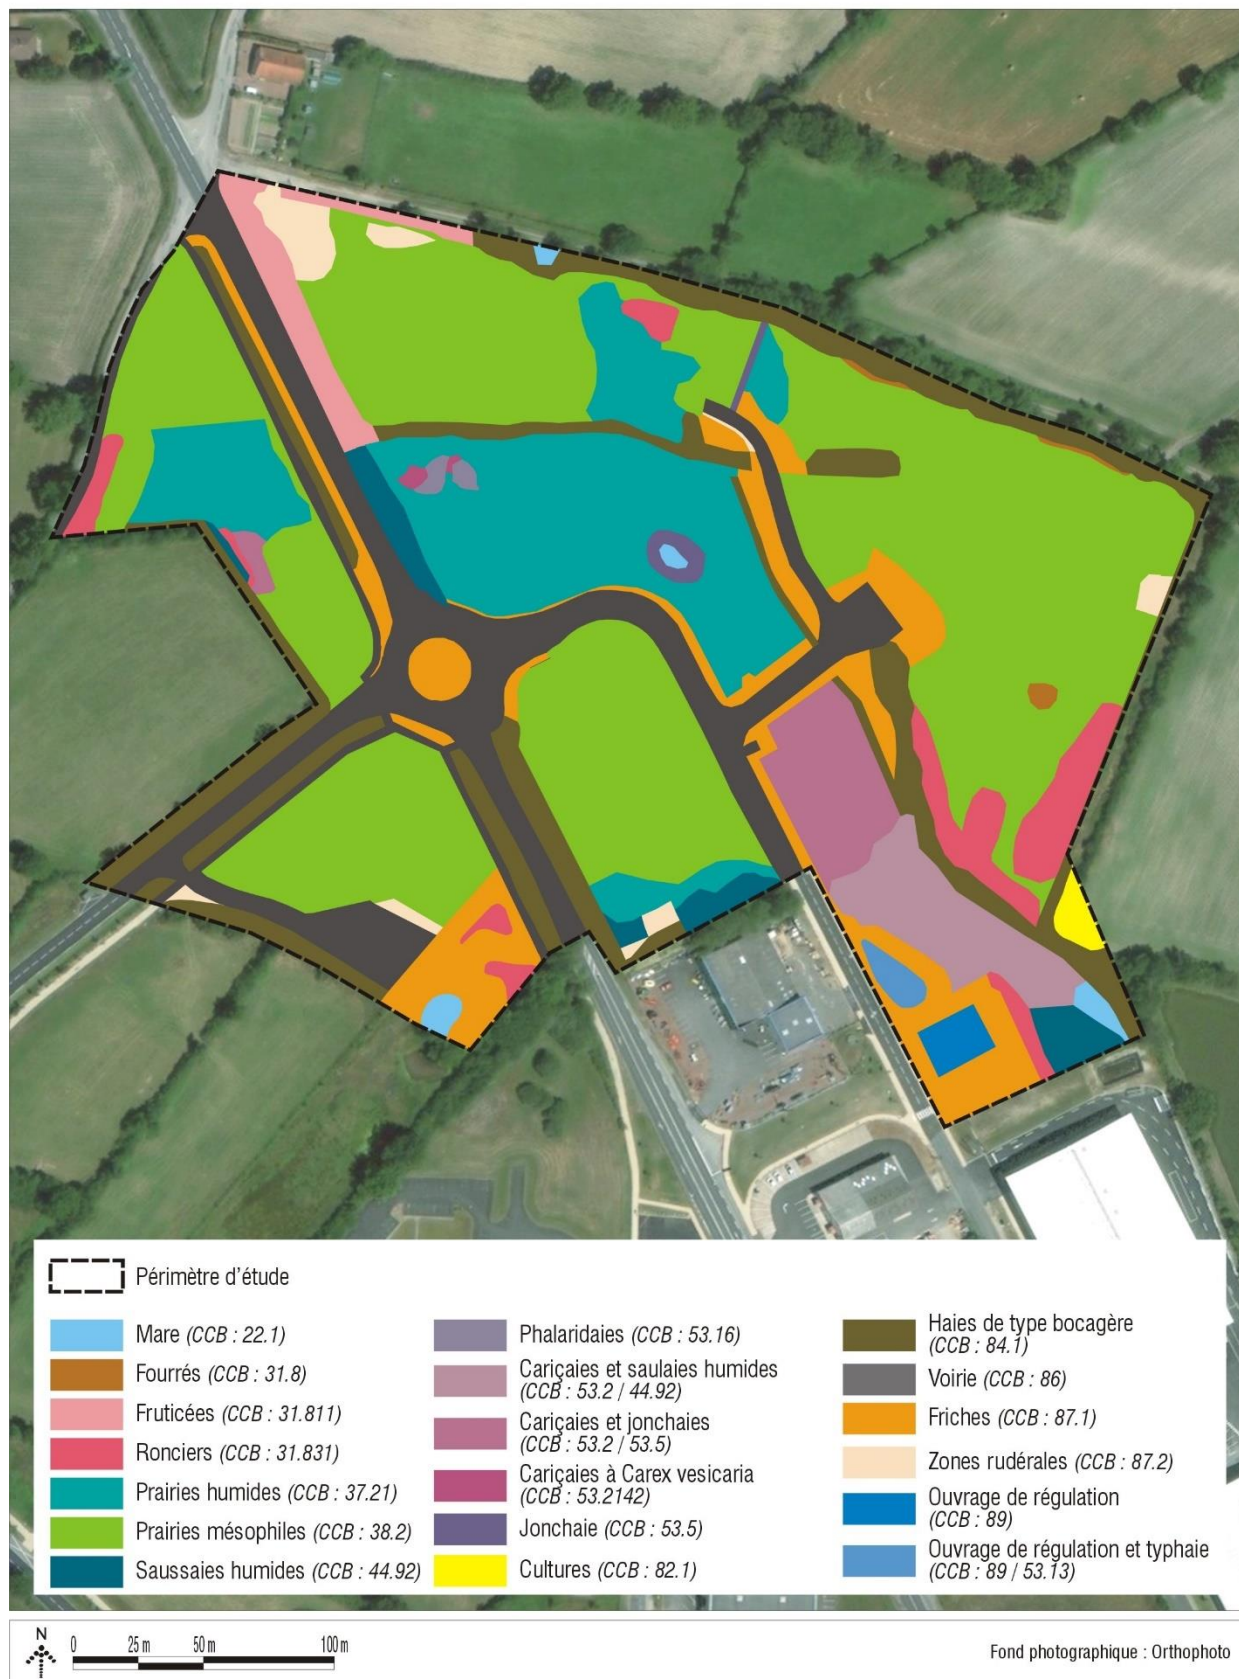 Périmètre d'étude
Mare (CCB : 22.1)
Fourrés (CCB : 31.8)
Fruticées (CCB : 31.811)
Ronciers (CCB : 31.831)
Prairies humides (CCB : 37.21)
Prairies mésophiles (CCB : 38.2)
Saussaies humides (CCB : 44.92)
Phalaridaies (CCB : 53.16)
Cariçaies et saulaies humides
(CCB : 53.2 / 44.92)
Cariçaies et jonchaies
(CCB : 53.2 / 53.5)
Cariçaies à Carex vesicaria
(CCB : 53.2142)
Jonchaie (CCB : 53.5)
Cultures (CCB : 82.1)
Haies de type bocagère
(CCB : 84.1)
Voirie (CCB : 86)
Friches (CCB : 87.1)
Zones rudérales (CCB : 87.2)
Ouvrage de régulation
(CCB : 89)
Ouvrage de régulation et typhaie
(CCB : 89 / 53.13)
N
0 25 m 50 m 100 m
Fond photographique : Orthophoto